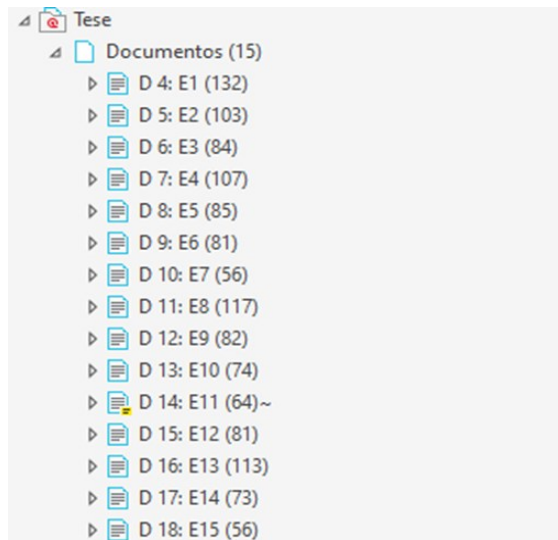 Tese
Documentos (15)
D 4: E1 (132)
D 5: E2 (103)
D 6: E3 (84)
D 7: E4 (107)
D 8: E5 (85)
D 9: E6 (81)
D 10: E7 (56)
D 11: E8 (117)
D 12: E9 (82)
D 13: E10 (74)
D 14: E11 (64)~
D 15: E12 (81)
D 16: E13 (113)
D 17: E14 (73)
D 18: E15 (56)